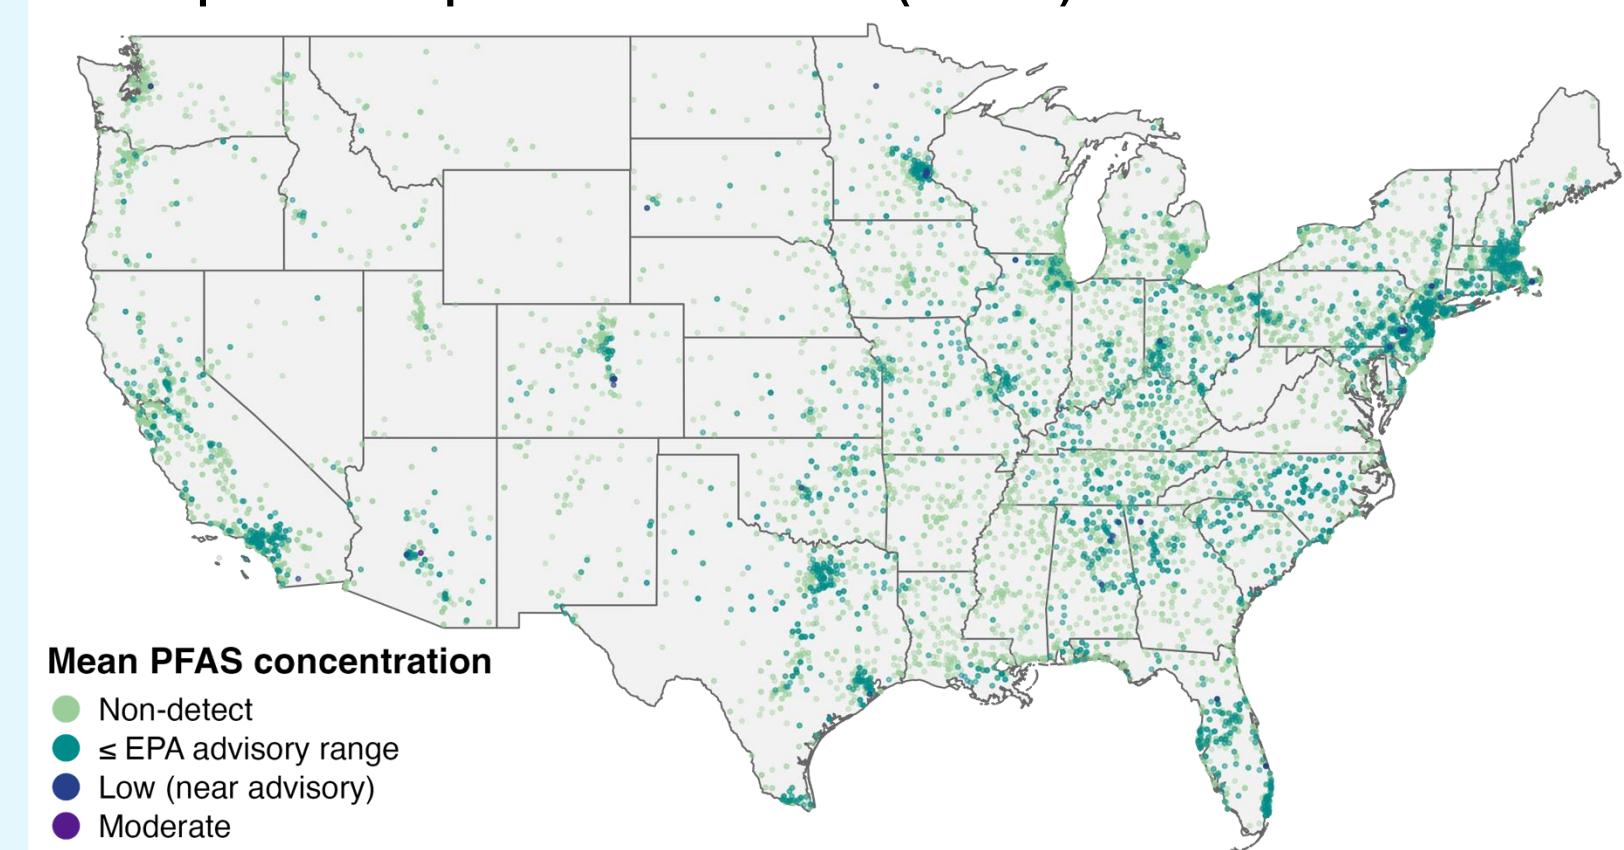 Mean PFAS concentration
Non-detect
≤ EPA advisory range
Low (near advisory)
Moderate